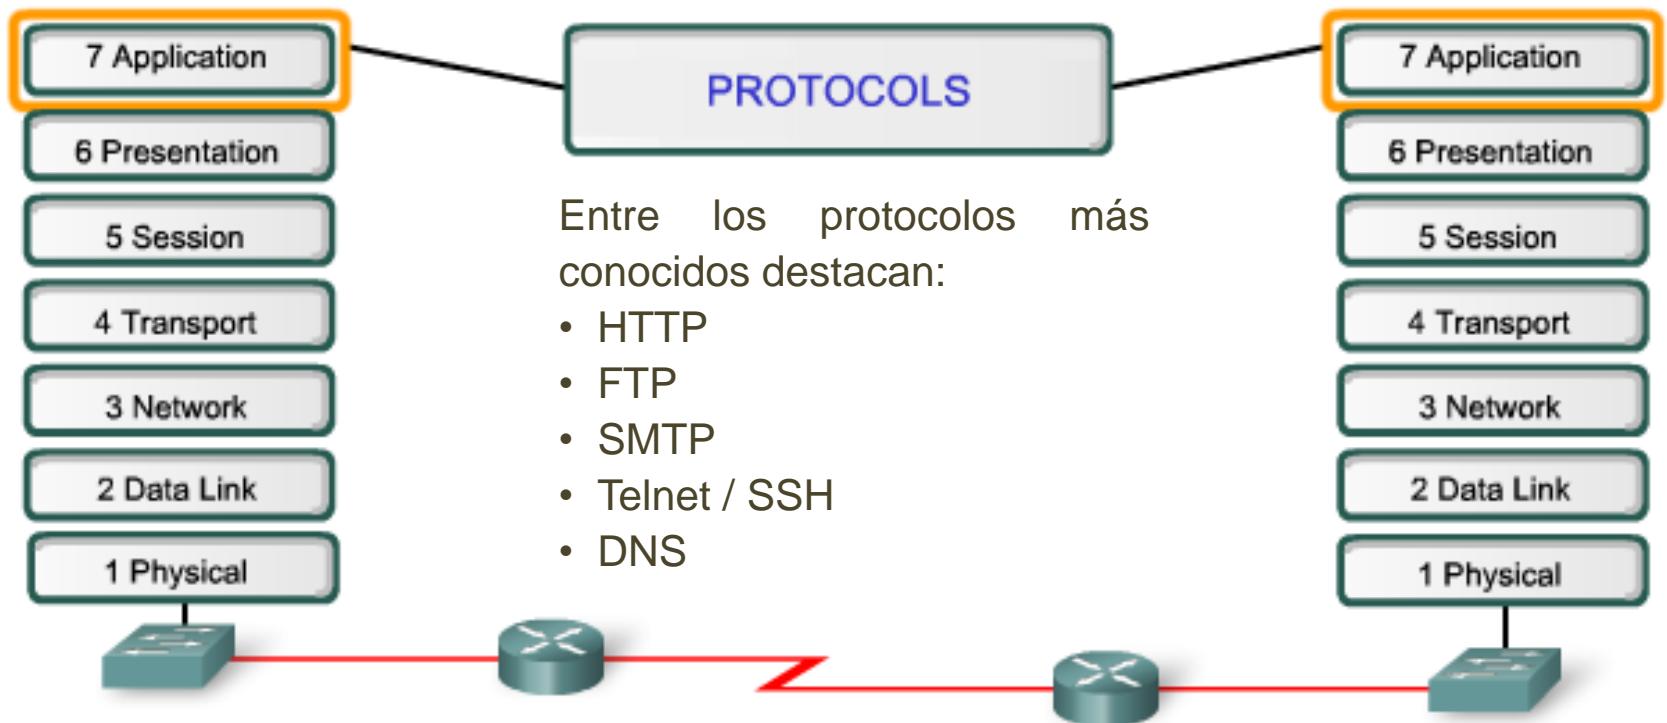 7 Application
6 Presentation
5 Session
4 Transport
3 Network
2 Data Link
1 Physical
PROTOCOLS
Entre los protocolos más
conocidos destacan:
• HTTP
• FTP
• SMTP
• Telnet / SSH
• DNS
7 Application
6 Presentation
5 Session
4 Transport
3 Network
2 Data Link
1 Physical